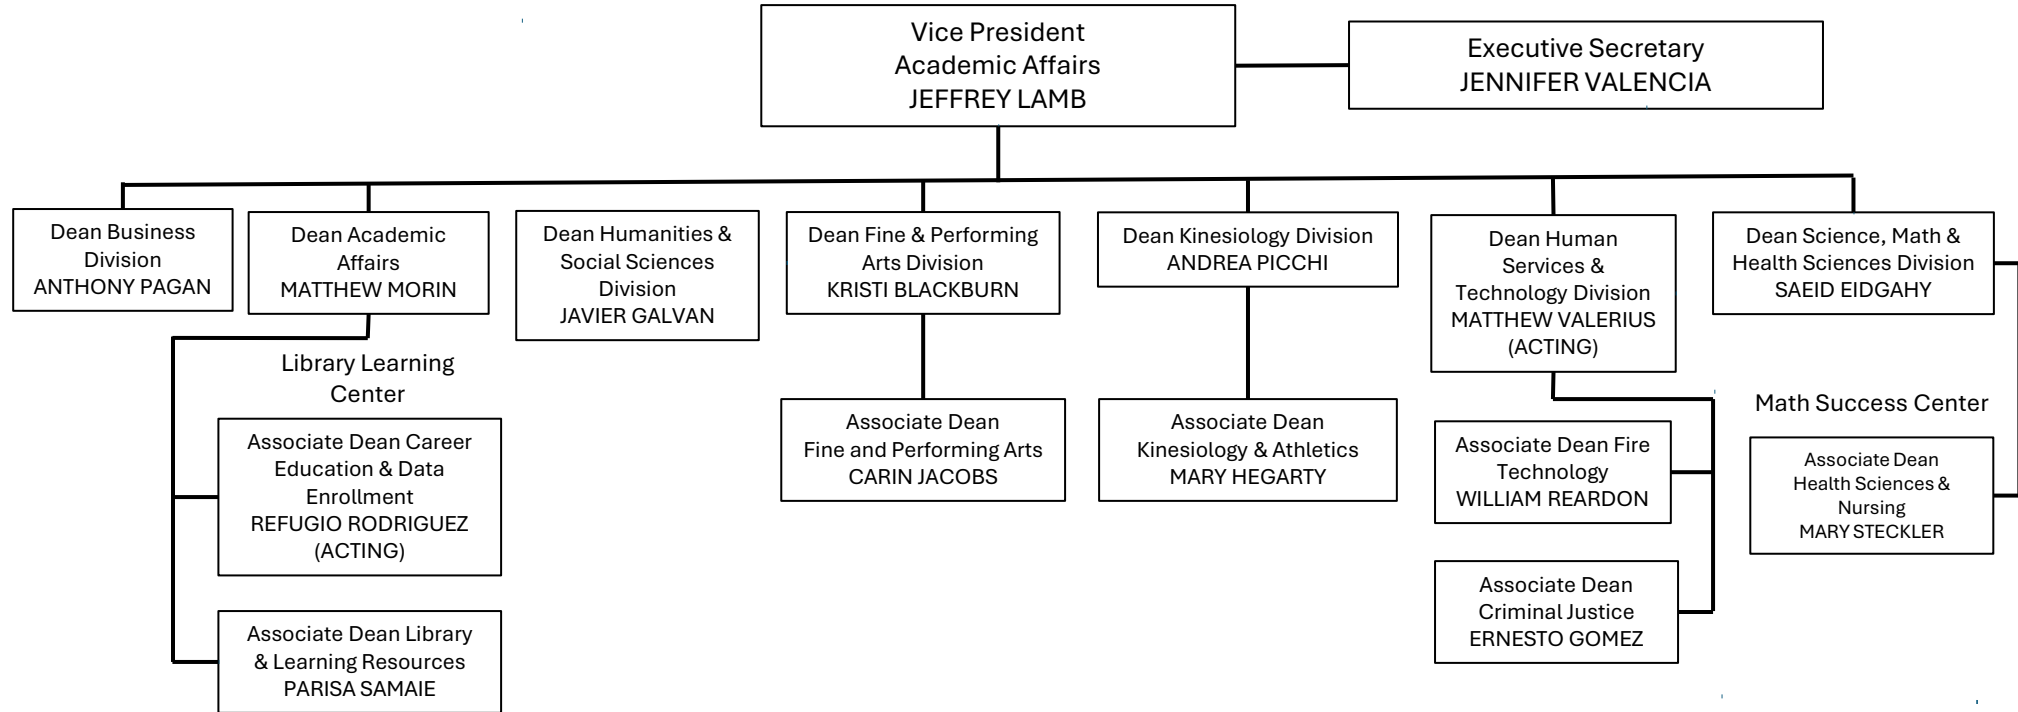 Vice President
Academic Affairs
JEFFREY LAMB
Executive Secretary
JENNIFER VALENCIA
Dean Business
Division
ANTHONY PAGAN
Dean Academic
Affairs
MATTHEW MORIN
Dean Humanities &
Social Sciences
Division
JAVIER GALVAN
Dean Fine & Performing
Arts Division
KRISTI BLACKBURN
Dean Kinesiology Division
ANDREA PICCHI
Dean Human
Services &
Technology Division
MATTHEW VALERIUS
(ACTING)
Dean Science, Math &
Health Sciences Division
SAEID EIDGAHY
Library Learning
Center
Associate Dean Career
Education & Data
Enrollment
REFUGIO RODRIGUEZ
(ACTING)
Associate Dean Library
& Learning Resources
PARISA SAMAIE
Associate Dean
Fine and Performing Arts
CARIN JACOBS
Associate Dean
Kinesiology & Athletics
MARY HEGARTY
Associate Dean Fire
Technology
WILLIAM REARDON
Associate Dean
Criminal Justice
ERNESTO GOMEZ
Math Success Center
Associate Dean
Health Sciences &
Nursing
MARY STECKLER